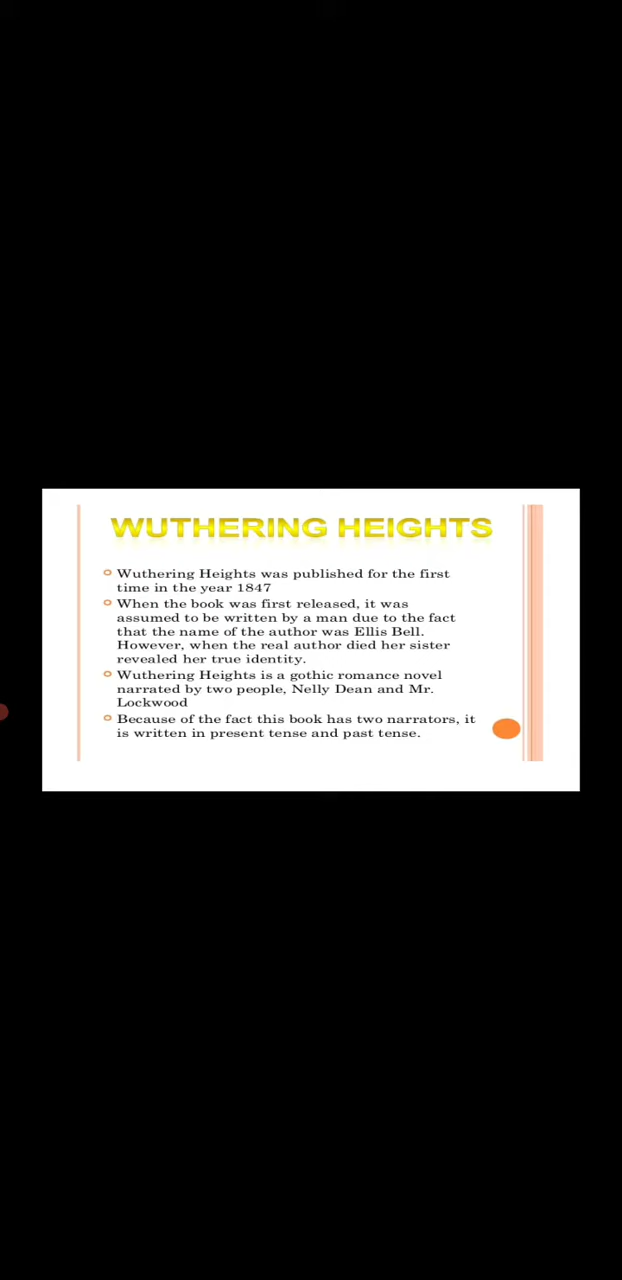 WUTHERING HEIGHTS
Wuthering Heights was published for the first
time in the year 1847
When the book was first released, it was
assumed to be written by a man due to the fact
that the name of the author was Ellis Bell.
However, when the real author died her sister
revealed her true identity.
Wuthering Heights is a gothic romance novel
narrated by two people, Nelly Dean and Mr.
Lockwood
Because of the fact this book has two narrators, it
is written in present tense and past tense.